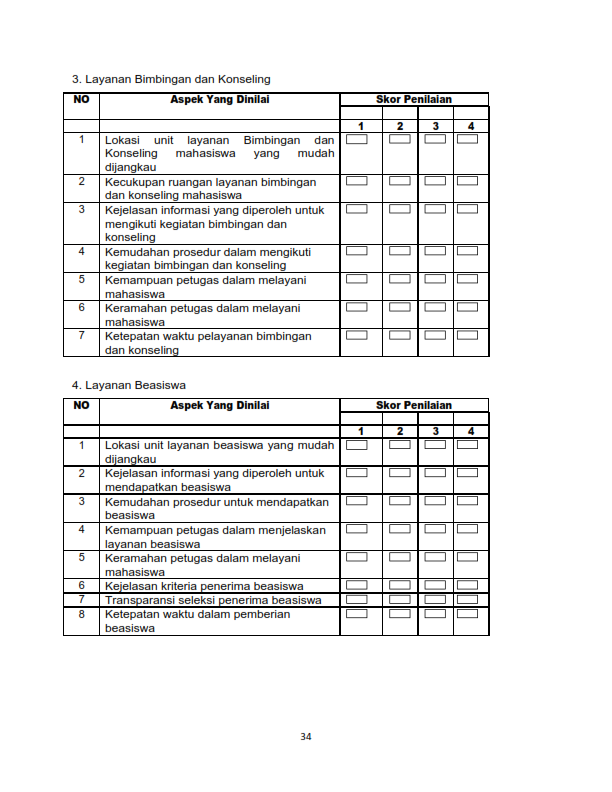 3. Layanan Bimbingan dan Konseling
NO Aspek Yang Dinilai Skor Penilaian
1 2 3 4
1 Lokasi unit layanan Bimbingan dan
Konseling mahasiswa yang mudah
dijangkau
2 Kecukupan ruangan layanan bimbingan
dan konseling mahasiswa
3 Kejelasan informasi yang diperoleh untuk
mengikuti kegiatan bimbingan dan
konseling
4 Kemudahan prosedur dalam mengikuti
kegiatan bimbingan dan konseling
5 Kemampuan petugas dalam melayani
mahasiswa
6 Keramahan petugas dalam melayani
mahasiswa
7 Ketepatan waktu pelayanan bimbingan
dan konseling
4. Layanan Beasiswa
NO Aspek Yang Dinilai Skor Penilaian
1 2 3 4
1 Lokasi unit layanan beasiswa yang mudah
dijangkau
2 Kejelasan informasi yang diperoleh untuk
mendapatkan beasiswa
3 Kemudahan prosedur untuk mendapatkan
beasiswa
4 Kemampuan petugas dalam menjelaskan
layanan beasiswa
5 Keramahan petugas dalam melayani
mahasiswa
6 Kejelasan kriteria penerima beasiswa
7 Transparansi seleksi penerima beasiswa
8 Ketepatan waktu dalam pemberian
beasiswa
34